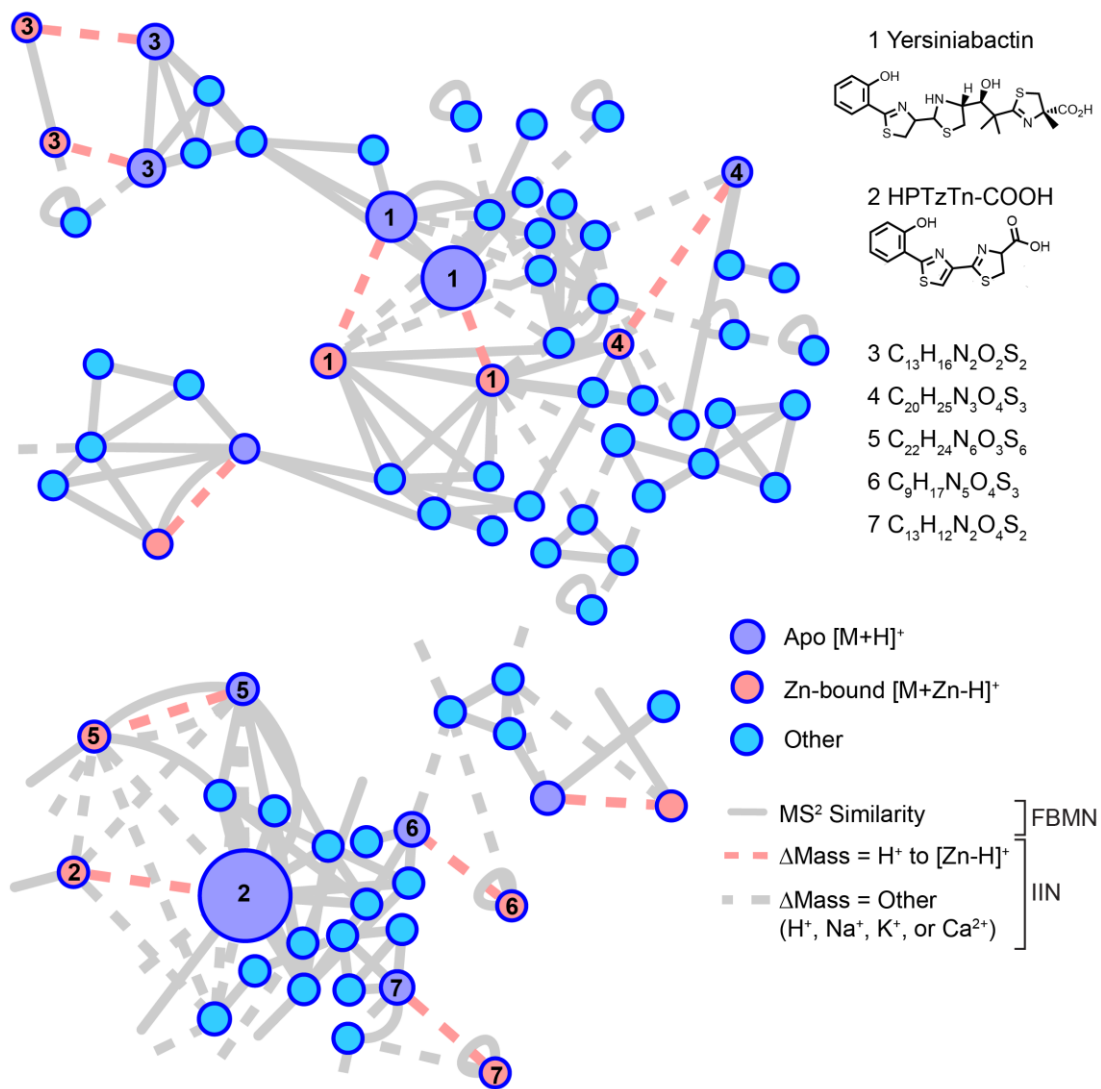 3
3
3
3
1
1
1
1
4
4
5
5
2
2
6
6
7
7
1 Yersiniabactin
OH
N
S
HN
S
H
OH
S
N
CO₂H
2 HPTzTn-COOH
OH
N
S
N
S
O
OH
3 C₁₃H₁₆N₂O₂S₂
4 C₂₀H₂₅N₃O₄S₃
5 C₂₂H₂₄N₆O₃S₆
6 C₉H₁₇N₅O₄S₃
7 C₁₃H₁₂N₂O₄S₂
Apo [M+H]⁺
Zn-bound [M+Zn-H]⁺
Other
MS² Similarity
FBMN
ΔMass = H⁺ to [Zn-H]⁺
ΔMass = Other
(H⁺, Na⁺, K⁺, or Ca²⁺)
IIN